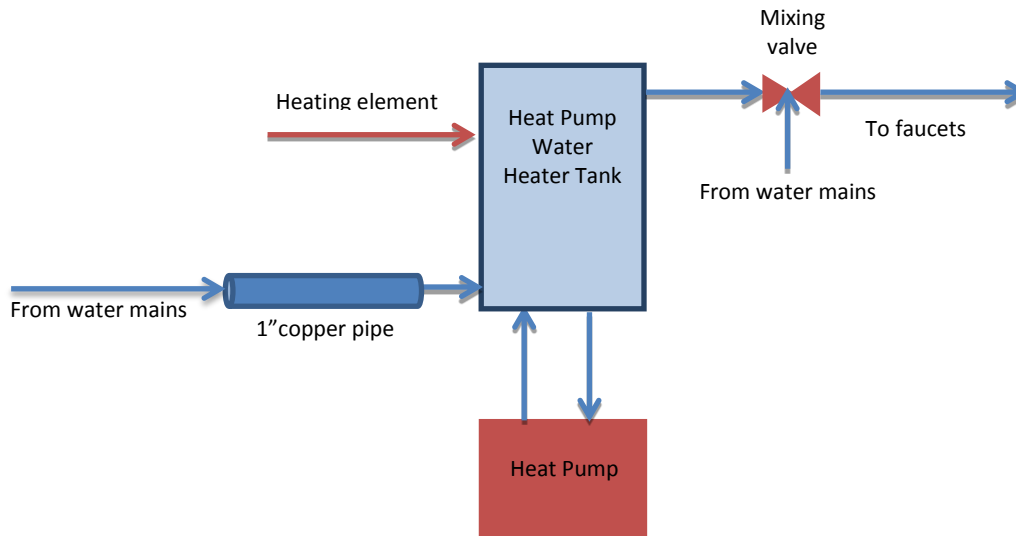 Mixing
valve
Heating element
Heat Pump
Water
Heater Tank
To faucets
From water mains
From water mains
1”copper pipe
Heat Pump